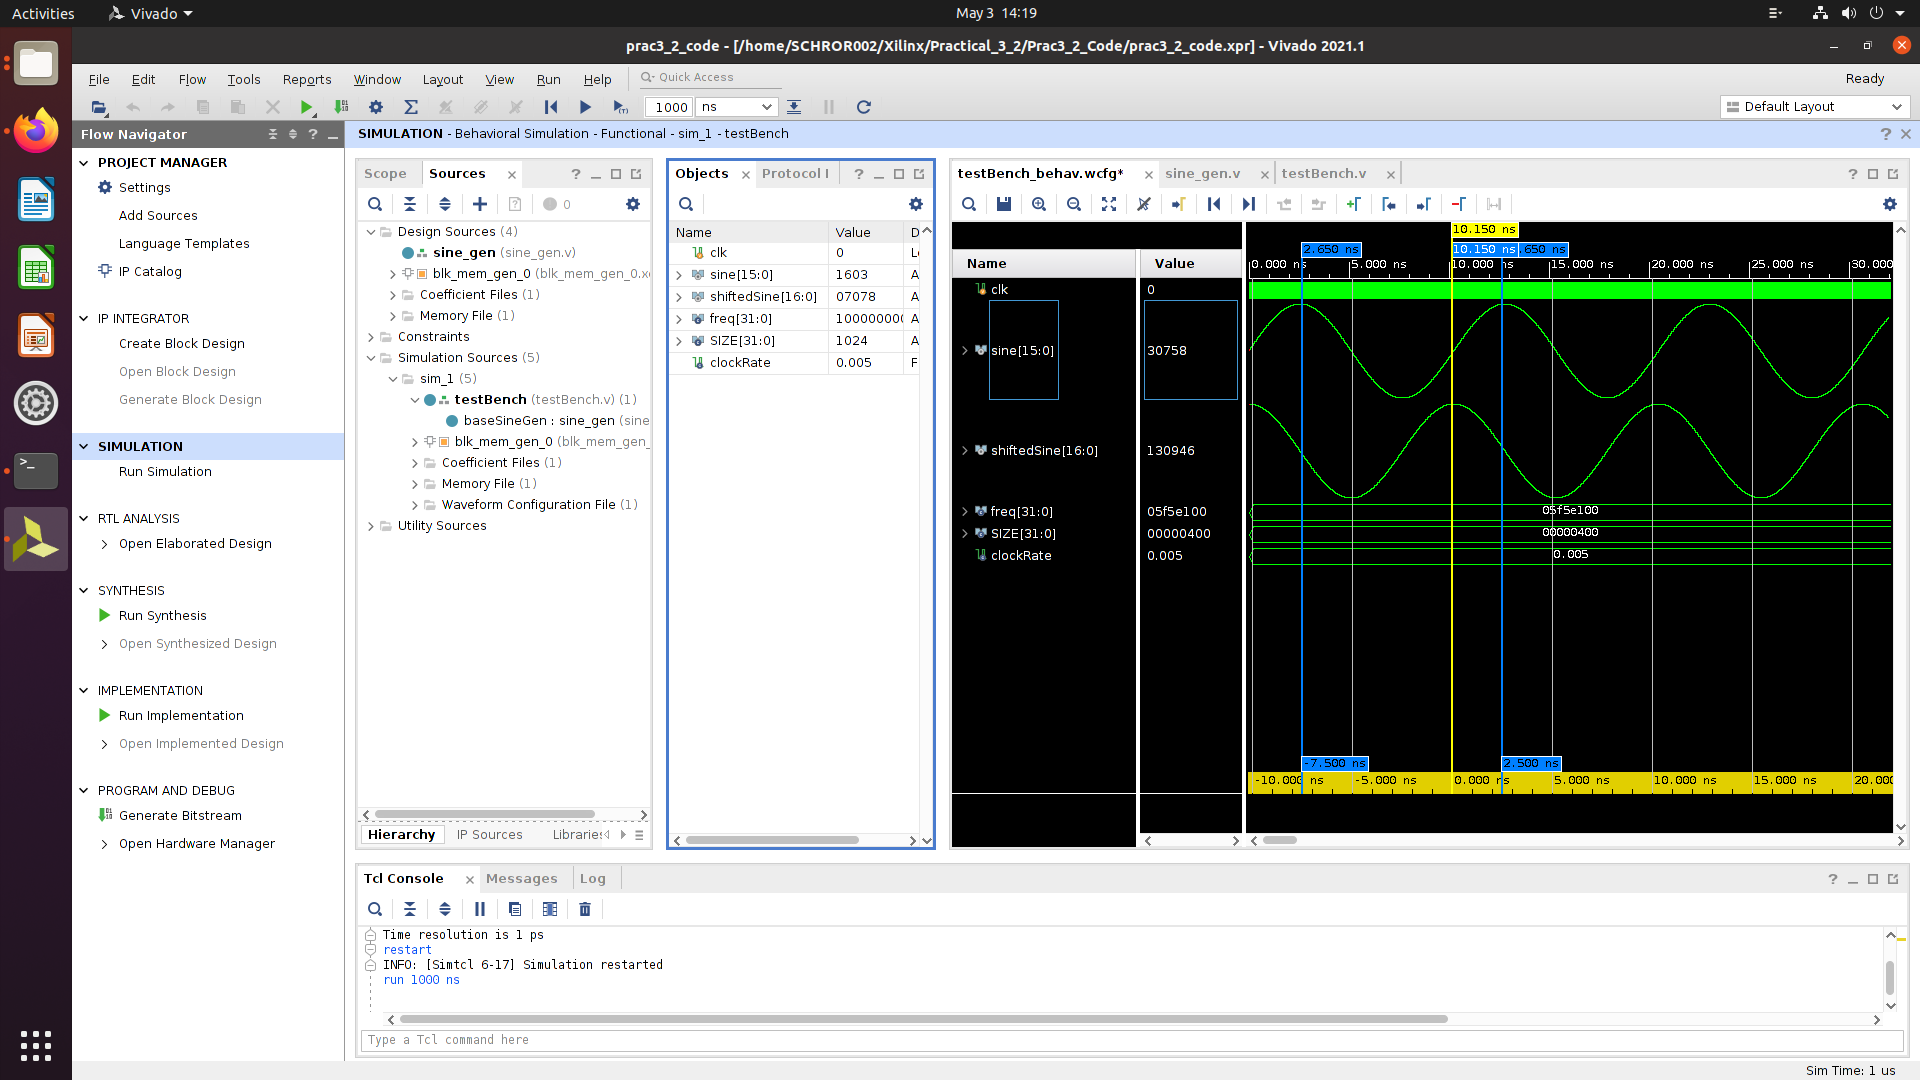 Activities
Vivado
May 3 14:19
prac3_2_code - [/home/SCHROR002/Xilinx/Practical_3_2/Prac3_2_Code/prac3_2_code.xpr] - Vivado 2021.1
File Edit Flow Tools Reports Window Layout View Run Help
Quick Access
Ready
1000 ns
Default Layout
Flow Navigator
SIMULATION - Behavioral Simulation - Functional - sim_1 - testBench
PROJECT MANAGER
Settings
Add Sources
Language Templates
IP Catalog
IP INTEGRATOR
Create Block Design
Open Block Design
Generate Block Design
SIMULATION
Run Simulation
RTL ANALYSIS
Open Elaborated Design
SYNTHESIS
Run Synthesis
Open Synthesized Design
IMPLEMENTATION
Run Implementation
Open Implemented Design
PROGRAM AND DEBUG
Generate Bitstream
Open Hardware Manager
Scope Sources
0
Design Sources (4)
sine_gen (sine_gen.v)
blk_mem_gen_0 (blk_mem_gen_0.x
Coefficient Files (1)
Memory File (1)
Constraints
Simulation Sources (5)
sim_1 (5)
testBench (testBench.v) (1)
baseSineGen : sine_gen (sine
blk_mem_gen_0 (blk_mem_gen_
Coefficient Files (1)
Memory File (1)
Waveform Configuration File (1)
Utility Sources
Hierarchy IP Sources Libraries
Objects Protocol I
Name Value D
clk 0
sine[15:0] 1603 A
shiftedSine[16:0] 07078 A
freq[31:0] 100000000 A
SIZE[31:0] 1024 A
clockRate 0.005 F
testBench_behav.wcfg* sine_gen.v testBench.v
10.150 ns
2.650 ns 10.150 ns .650 ns
Name Value
0.000 ns 5.000 ns 10.000 ns 15.000 ns 20.000 ns 25.000 ns 30.000
clk 0
sine[15:0] 30758
shiftedSine[16:0] 130946
freq[31:0] 05f5e100 05f5e100
SIZE[31:0] 00000400 00000400
clockRate 0.005 0.005
-7.500 ns 2.500 ns
-10.000 ns -5.000 ns 0.000 ns 5.000 ns 10.000 ns 15.000 ns 20.000
Tcl Console Messages Log
Time resolution is 1 ps
restart
INFO: [Simtcl 6-17] Simulation restarted
run 1000 ns
Type a Tcl command here
Sim Time: 1 us